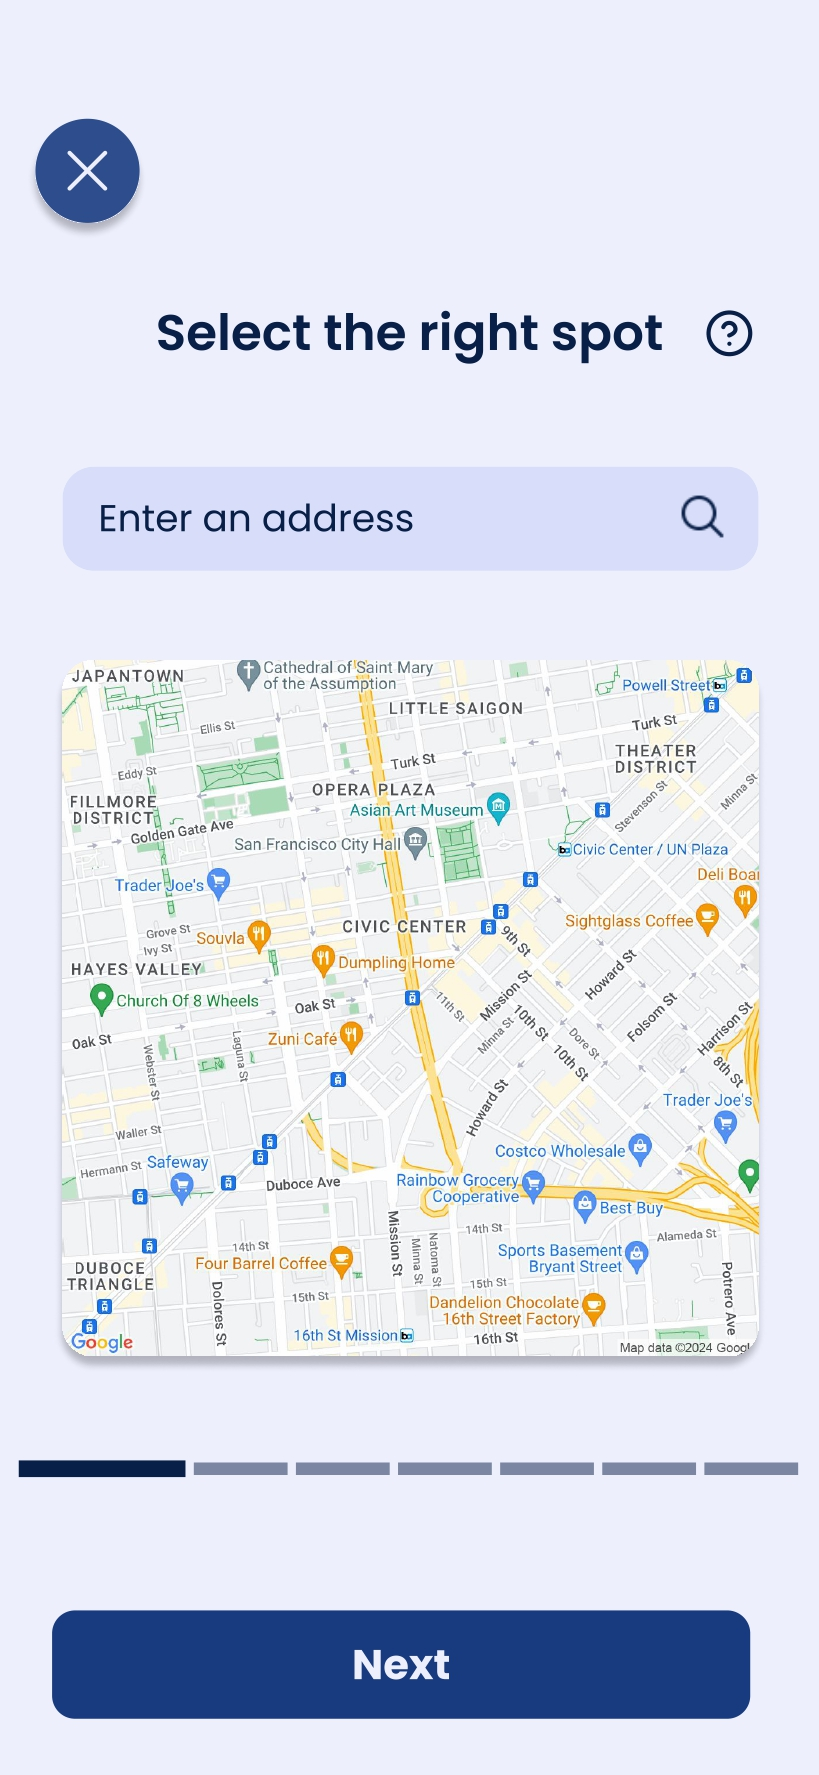 Select the right spot
Enter an address
JAPANTOWN
Cathedral of Saint Mary
of the Assumption
Powell Street
LITTLE SAIGON
Ellis St
Turk St
THEATER
DISTRICT
Turk St
Eddy St
OPERA PLAZA
Minna St
FILLMORE
DISTRICT
Asian Art Museum
Stevenson St
Golden Gate Ave
San Francisco City Hall
Civic Center / UN Plaza
Deli Boar
Trader Joe's
Sightglass Coffee
Grove St
CIVIC CENTER
Souvla
9th St
Ivy St
Dumpling Home
HAYES VALLEY
Howard St
Mission St
Church Of 8 Wheels
Oak St
11th St
Folsom St
10th St
Minna St
Harrison St
Oak St
Zuni Café
Dore St
10th St
Webster St
Laguna St
8th St
Howard St
Trader Joe's
Waller St
Costco Wholesale
Hermann St
Safeway
Duboce Ave
Rainbow Grocery
Cooperative
Best Buy
Mission St
14th St
Alameda St
14th St
Natoma St
Minna St
Sports Basement
Bryant Street
Four Barrel Coffee
DUBOCE
TRIANGLE
15th St
15th St
Dolores St
Potrero Ave
Dandelion Chocolate
16th Street Factory
16th St Mission
16th St
Google
Map data ©2024 Googl
Next